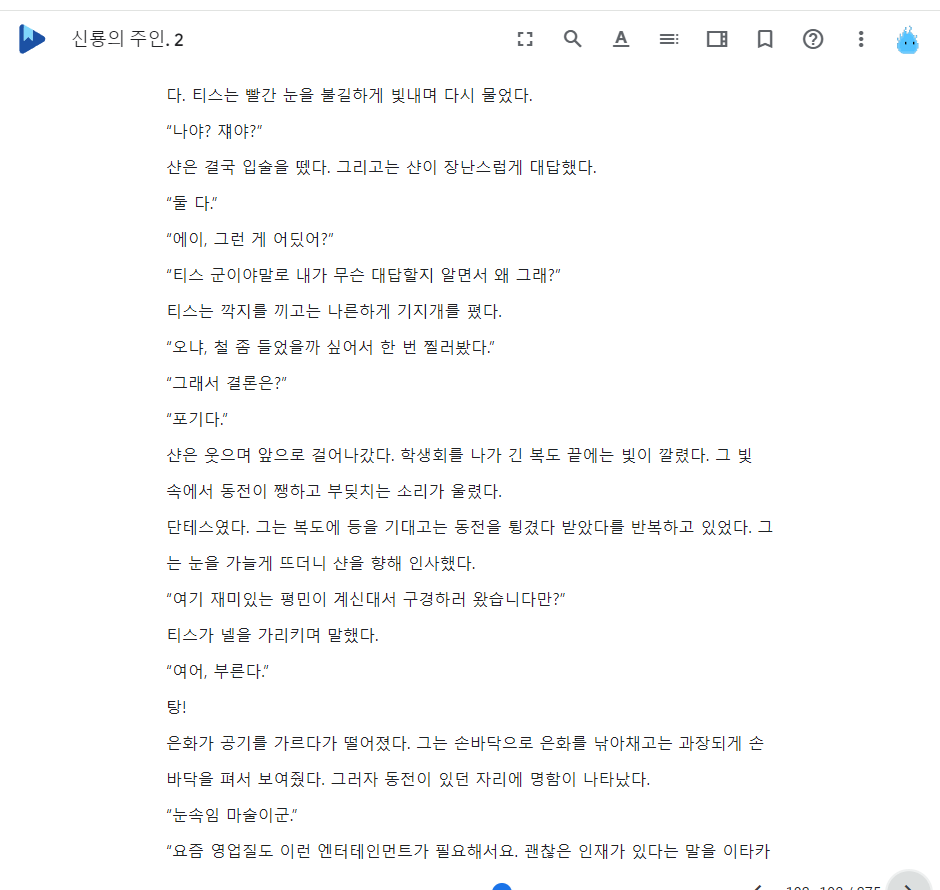 신룡의 주인. 2
다. 티스는 빨간 눈을 불길하게 빛내며 다시 물었다.
“나야? 쟤야?”
샨은 결국 입술을 뗐다. 그리고는 샨이 장난스럽게 대답했다.
“둘 다.”
“에이, 그런 게 어딨어?”
“티스 군이야말로 내가 무슨 대답할지 알면서 왜 그래?”
티스는 깍지를 끼고는 나른하게 기지개를 폈다.
“오냐, 철 좀 들었을까 싶어서 한 번 찔러봤다.”
“그래서 결론은?”
“포기다.”
샨은 웃으며 앞으로 걸어나갔다. 학생회를 나가 긴 복도 끝에는 빛이 깔렸다. 그 빛
속에서 동전이 쨍하고 부딪치는 소리가 울렸다.
단테스였다. 그는 복도에 등을 기대고는 동전을 튕겼다 받았다를 반복하고 있었다. 그
는 눈을 가늘게 뜨더니 샨을 향해 인사했다.
“여기 재미있는 평민이 계신대서 구경하러 왔습니다만?”
티스가 넬을 가리키며 말했다.
“여어, 부른다.”
탕!
은화가 공기를 가르다가 떨어졌다. 그는 손바닥으로 은화를 낚아채고는 과장되게 손
바닥을 펴서 보여줬다. 그러자 동전이 있던 자리에 명함이 나타났다.
“눈속임 마술이군.”
“요즘 영업질도 이런 엔터테인먼트가 필요해서요. 괜찮은 인재가 있다는 말을 이타카